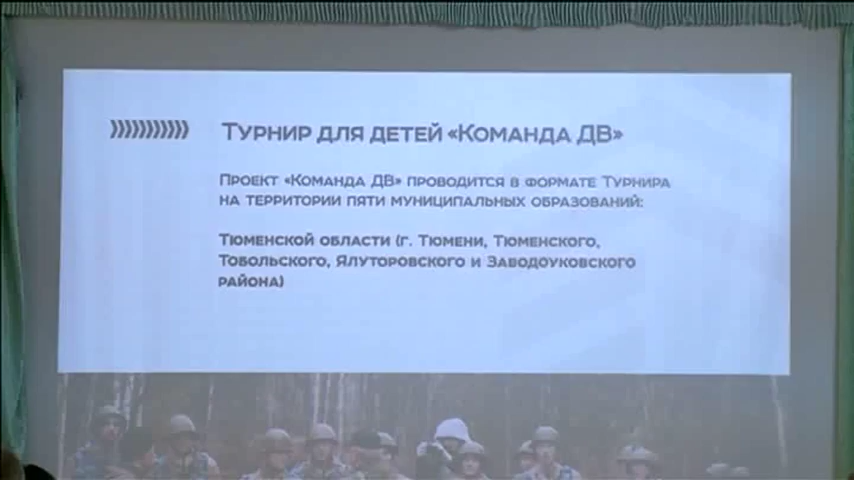 Турнир для детей «Команда ДВ»
Проект «Команда ДВ» проводится в формате Турнира
на территории пяти муниципальных образований:
Тюменской области (г. Тюмени, Тюменского,
Тобольского, Ялуторовского и Заводоуковского
района)